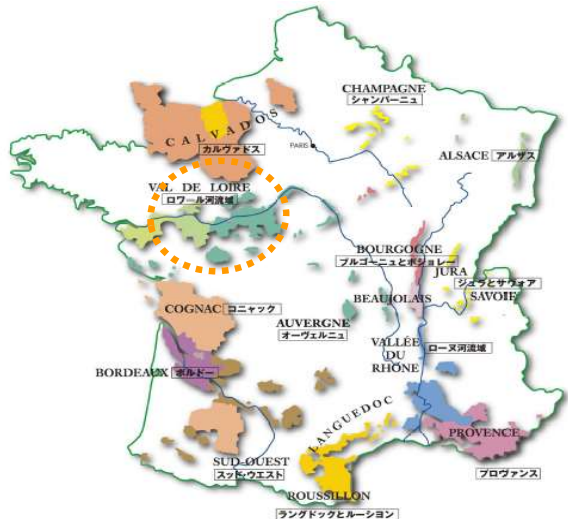 CHAMPAGNE
シャンパーニュ
CALVADOS
カルヴァドス
PARIS
ALSACE アルザス
VAL DE LOIRE
ロワール河流域
BOURGOGNE
ブルゴーニュとボジョレー
JURA
ジュラとサヴォア
SAVOIE
BEAUJOLAIS
COGNAC コニャック
AUVERGNE
オーヴェルニュ
VALLÉE
DU
RHÔNE
ローヌ河流域
BORDEAUX ボルドー
LANGUEDOC
PROVENCE
プロヴァンス
SUD-OUEST
スッド・ウエスト
ROUSSILLON
ラングドックとルーション